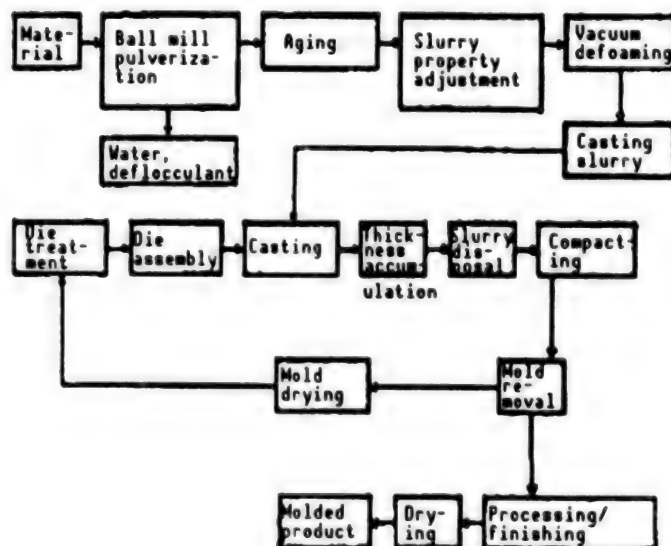 Mate-
rial
Ball mill
pulveriza-
tion
Aging
Slurry
property
adjustment
Vacuum
defoaming
Water,
deflocculant
Casting
slurry
Die
treat-
ment
Die
assembly
Casting
Thick-
ness
accum-
ulation
Slurry
dis-
posal
Compact-
ing
Mold
drying
Mold
re-
moval
Molded
product
Dry-
ing
Processing/
finishing